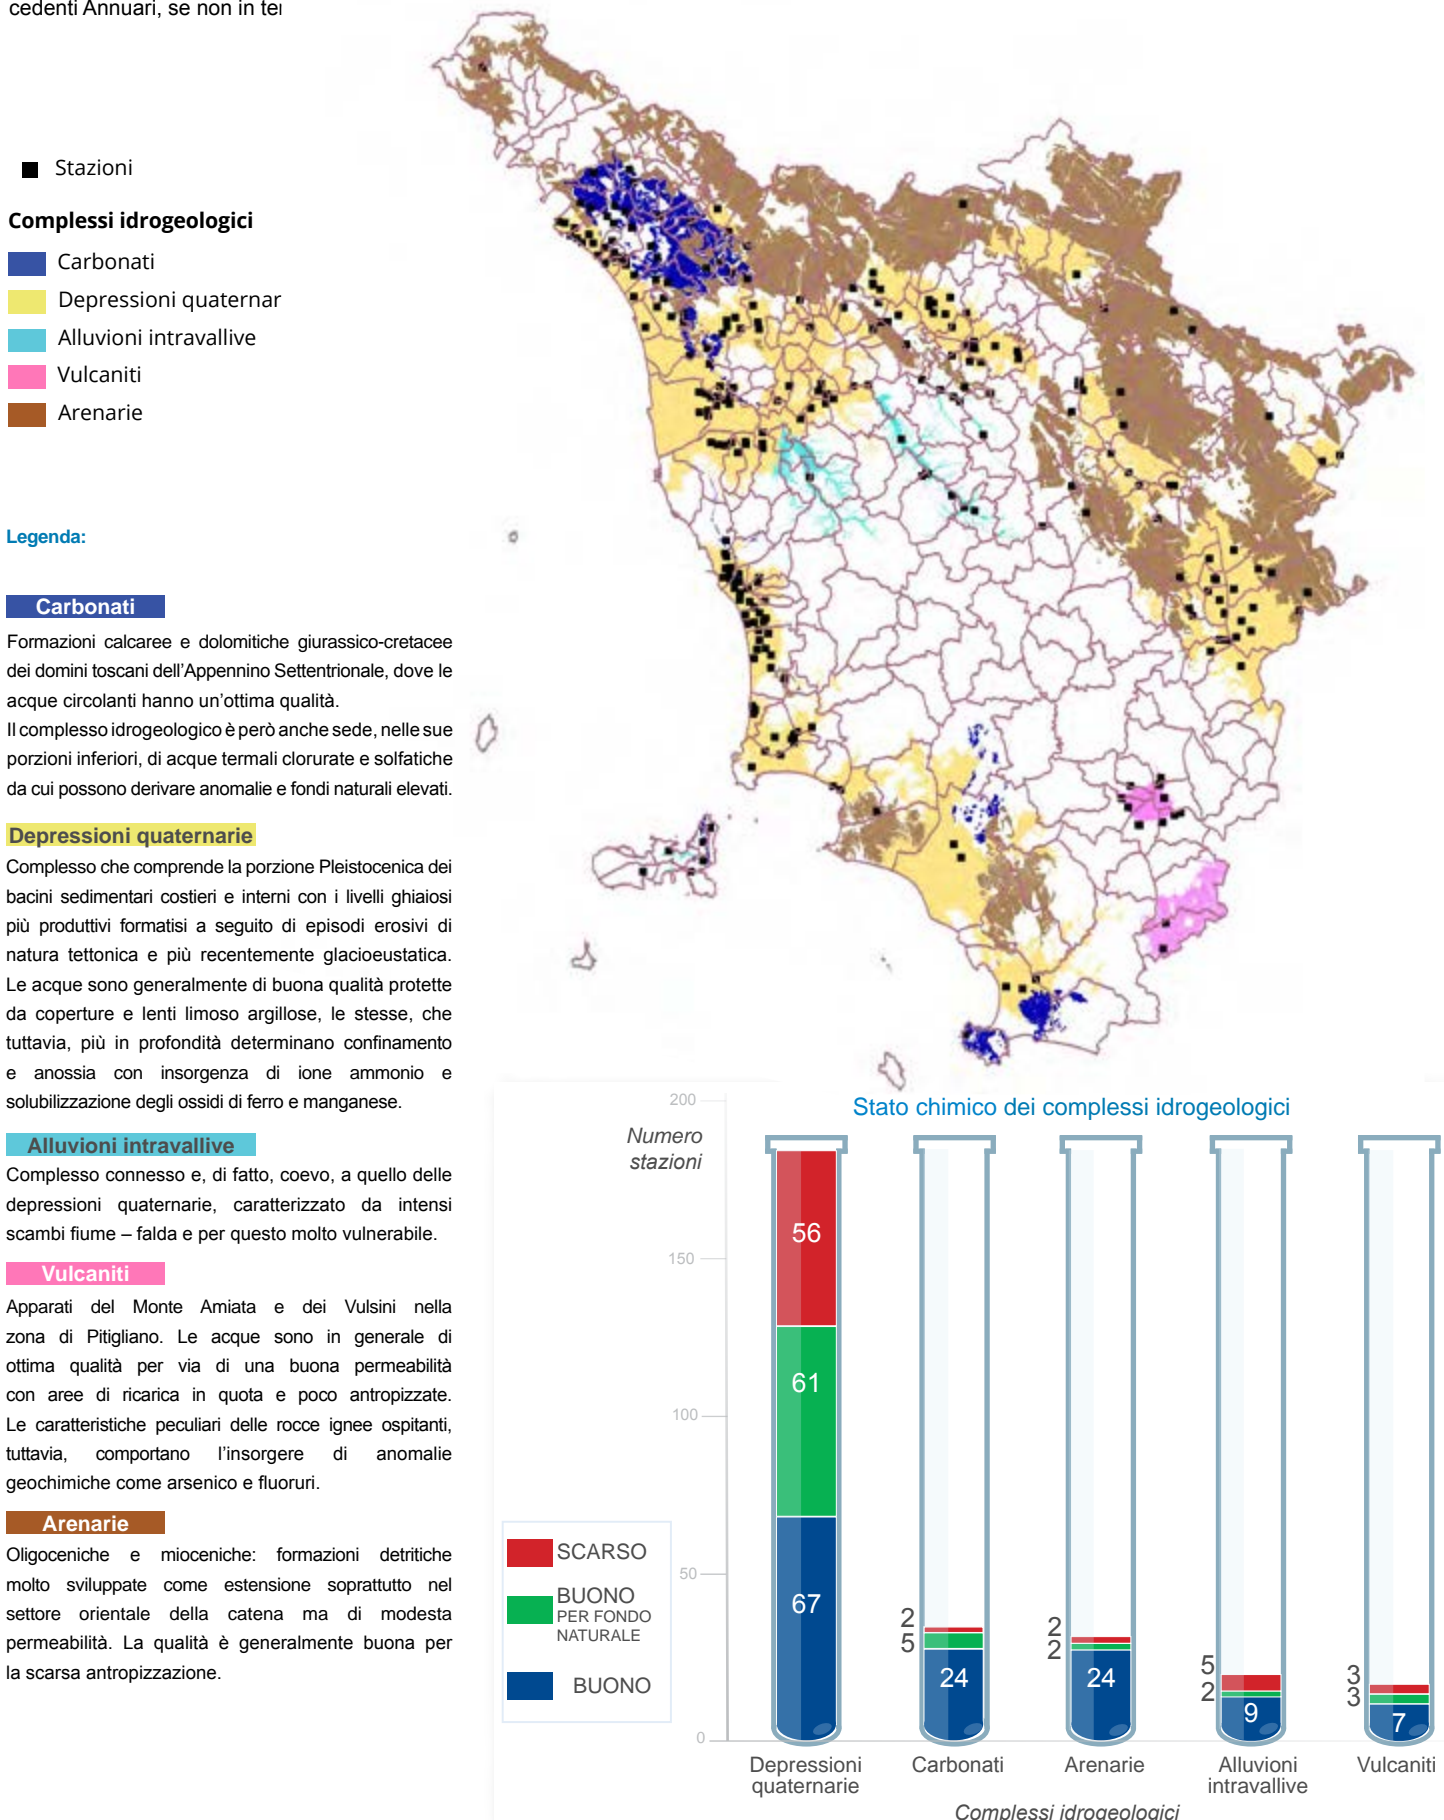 cedenti Annuari, se non in
Stazioni
Complessi idrogeologici
Carbonati
Depressioni quaternar
Alluvioni intravallive
Vulcaniti
Arenarie
Legenda:
Carbonati
Formazioni calcaree e dolomitiche giurassico-cretacee
dei domini toscani dell'Appennino Settentrionale, dove le
acque circolanti hanno un'ottima qualità.
Il complesso idrogeologico è però anche sede, nelle sue
porzioni inferiori, di acque termali clorurate e solfatiche
da cui possono derivare anomalie e fondi naturali elevati.
Depressioni quaternarie
Complesso che comprende la porzione Pleistocenica dei
bacini sedimentari costieri e interni con i livelli ghiaiosi
più produttivi formatisi a seguito di episodi erosivi di
natura tettonica e più recentemente glacioeustatica.
Le acque sono generalmente di buona qualità protette
da coperture e lenti limoso argillose, le stesse, che
tuttavia, più in profondità determinano confinamento
e anossia con insorgenza di ione ammonio e
solubilizzazione degli ossidi di ferro e manganese.
Alluvioni intravallive
Complesso connesso e, di fatto, coevo, a quello delle
depressioni quaternarie, caratterizzato da intensi
scambi fiume – falda e per questo molto vulnerabile.
Vulcaniti
Apparati del Monte Amiata e dei Vulsini nella
zona di Pitigliano. Le acque sono in generale di
ottima qualità per via di una buona permeabilità
con aree di ricarica in quota e poco antropizzate.
Le caratteristiche peculiari delle rocce ignee ospitanti,
tuttavia, comportano l'insorgere di anomalie
geochimiche come arsenico e fluoruri.
Arenarie
Oligoceniche e mioceniche: formazioni detritiche
molto sviluppate come estensione soprattutto nel
settore orientale della catena ma di modesta
permeabilità. La qualità è generalmente buona per
la scarsa antropizzazione.
Stato chimico dei complessi idrogeologici
Numero
stazioni
200
150
100
50
0
56
61
67
2
5
24
2
2
24
5
2
9
3
3
7
SCARSO
BUONO
PER FONDO
NATURALE
BUONO
Depressioni
quaternarie
Carbonati
Arenarie
Alluvioni
intravallive
Vulcaniti
Complessi idrogeologici